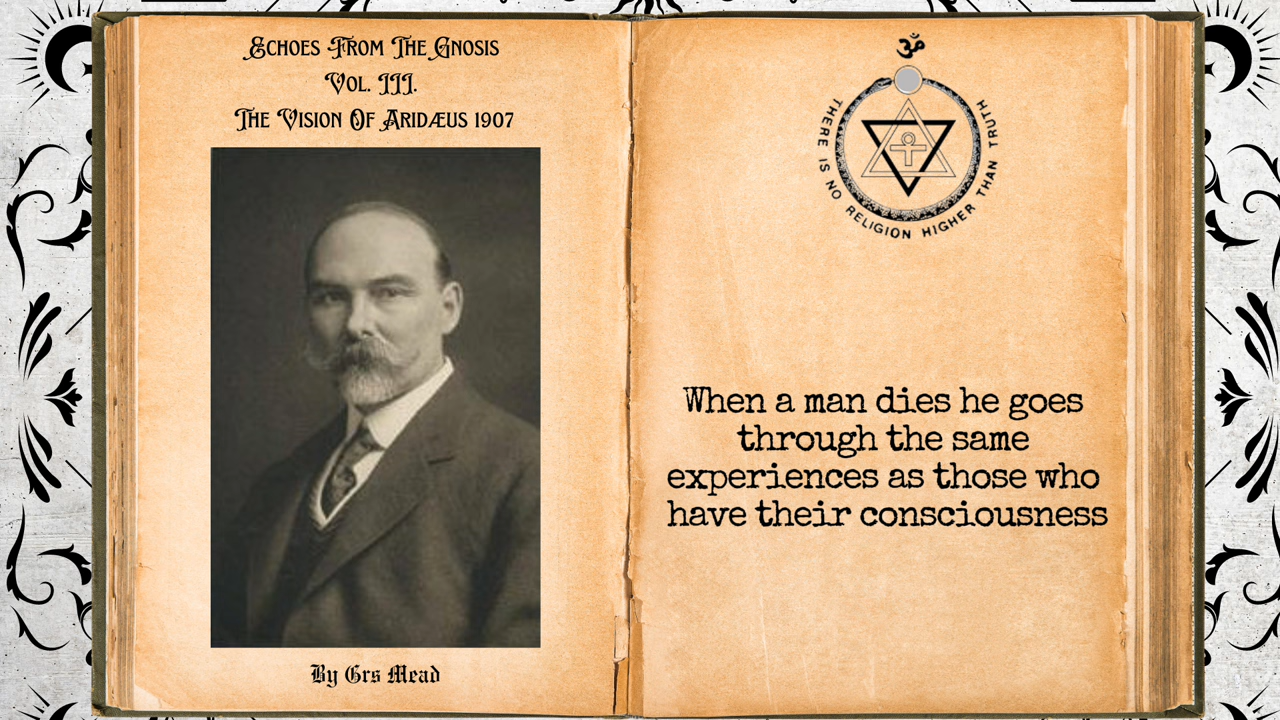 Echoes From The Gnosis
Vol. III.
The Vision Of Aridæus 1907
By Grs Mead
ॐ
THERE IS NO RELIGION HIGHER THAN TRUTH
When a man dies he goes
through the same
experiences as those who
have their consciousness